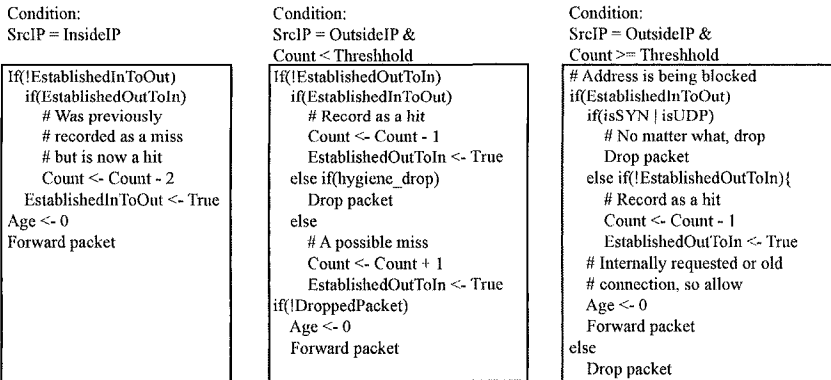 Condition:
SrcIP = InsideIP
If(!EstablishedInToOut)
if(EstablishedOutToIn)
# Was previously
# recorded as a miss
# but is now a hit
Count <- Count - 2
EstablishedInToOut <- True
Age <- 0
Forward packet
Condition:
SrcIP = OutsideIP &
Count < Threshhold
If(!EstablishedOutToIn)
if(EstablishedInToOut)
# Record as a hit
Count <- Count - 1
EstablishedOutToIn <- True
else if(hygiene_drop)
Drop packet
else
# A possible miss
Count <- Count + 1
EstablishedOutToIn <- True
if(!DroppedPacket)
Age <- 0
Forward packet
Condition:
SrcIP = OutsideIP &
Count >= Threshhold
# Address is being blocked
if(EstablishedInToOut)
if(isSYN | isUDP)
# No matter what, drop
Drop packet
else if(!EstablishedOutToIn){
# Record as a hit
Count <- Count - 1
EstablishedOutToIn <- True
# Internally requested or old
# connection, so allow
Age <- 0
Forward packet
else
Drop packet